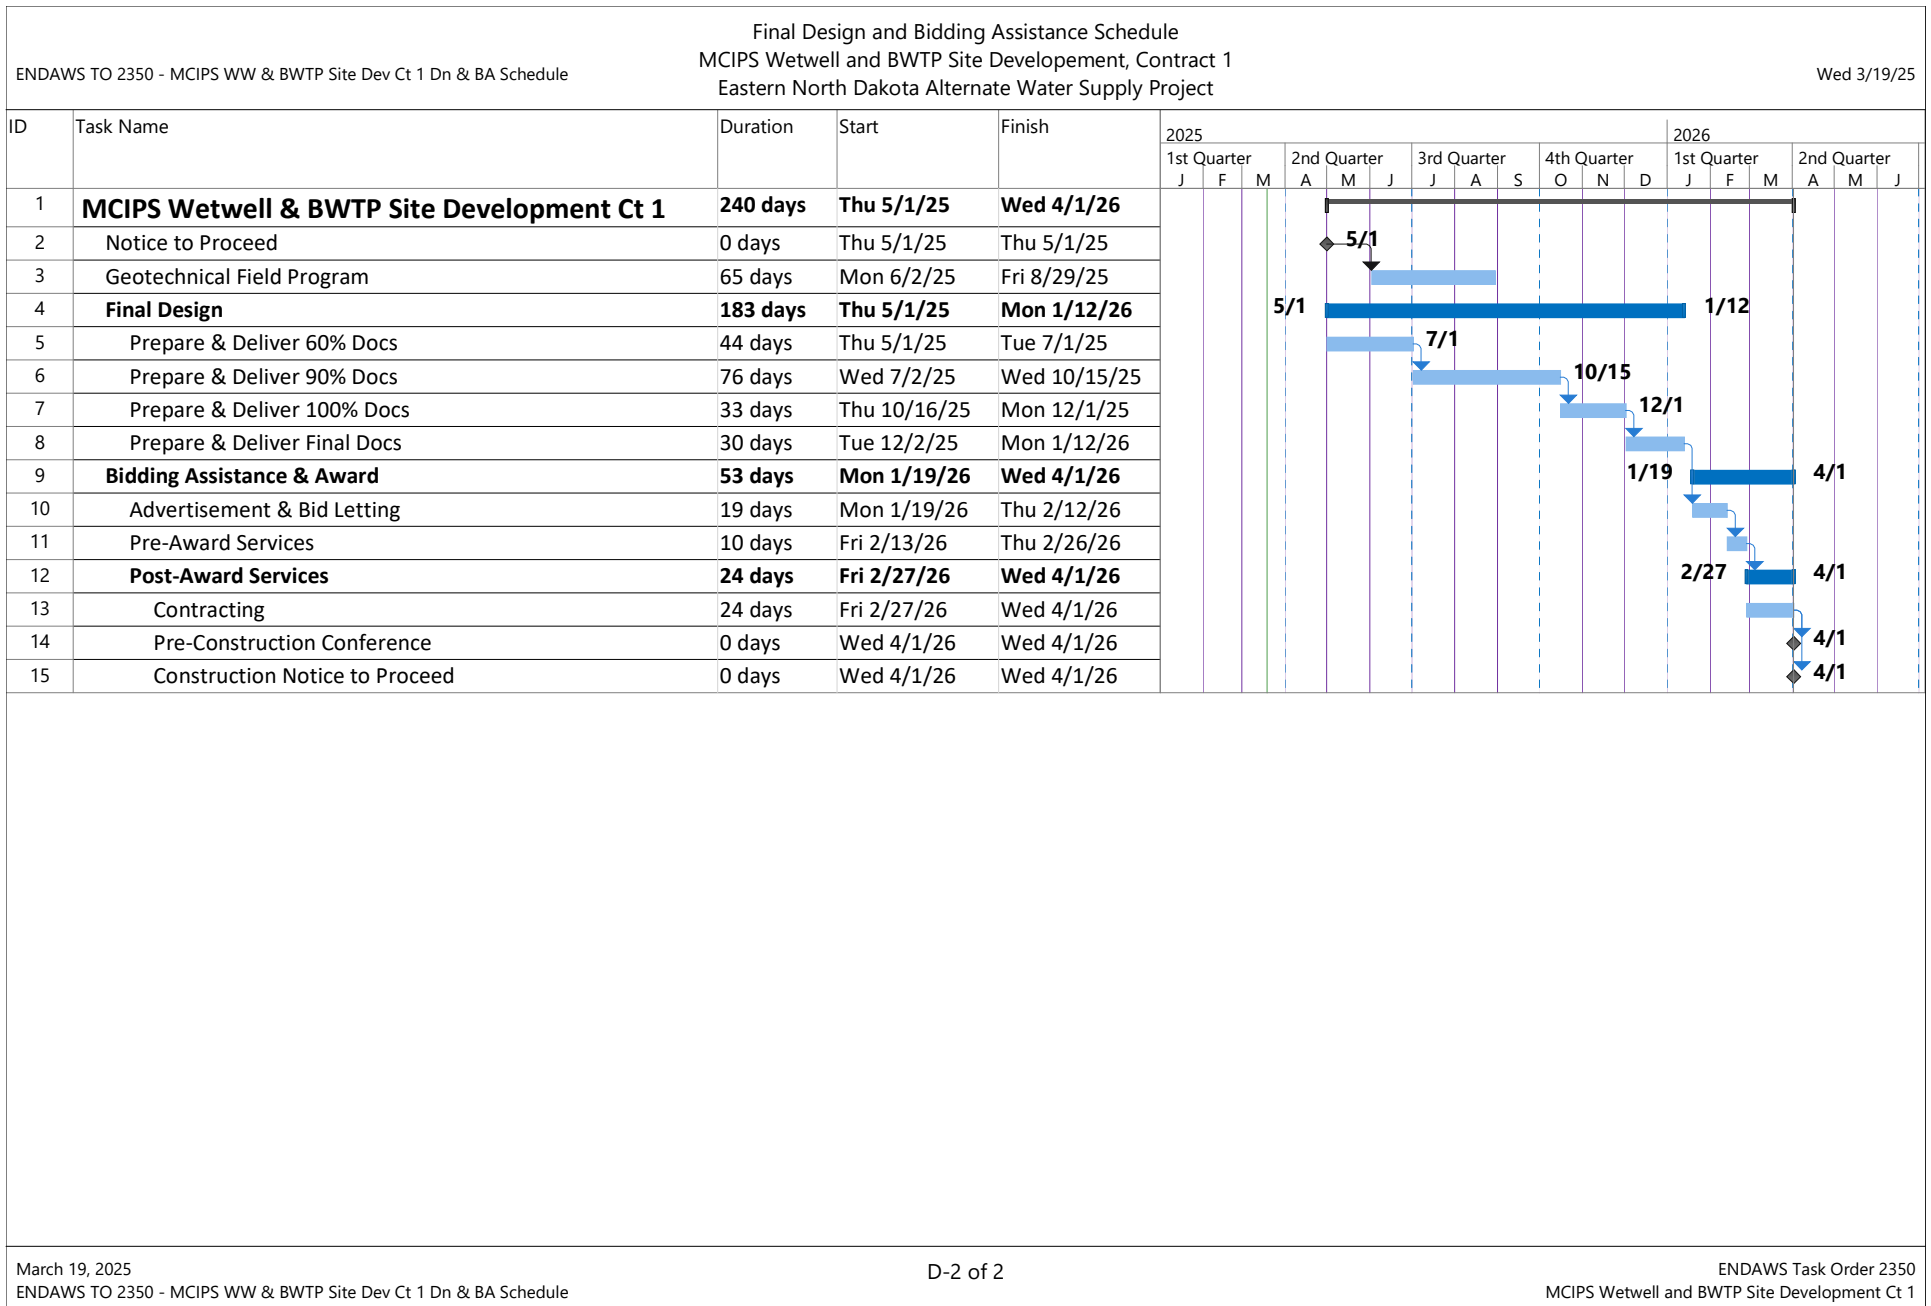 Final Design and Bidding Assistance Schedule
MCIPS Wetwell and BWTP Site Developement, Contract 1
Eastern North Dakota Alternate Water Supply Project
ENDAWS TO 2350 - MCIPS WW & BWTP Site Dev Ct 1 Dn & BA Schedule
Wed 3/19/25
ID Task Name Duration Start Finish
2025 2026
1st Quarter 2nd Quarter 3rd Quarter 4th Quarter 1st Quarter 2nd Quarter
J F M A M J J A S O N D J F M A M J
1 MCIPS Wetwell & BWTP Site Development Ct 1 240 days Thu 5/1/25 Wed 4/1/26
2 Notice to Proceed 0 days Thu 5/1/25 Thu 5/1/25 5/1
3 Geotechnical Field Program 65 days Mon 6/2/25 Fri 8/29/25
4 Final Design 183 days Thu 5/1/25 Mon 1/12/26 5/1 1/12
5 Prepare & Deliver 60% Docs 44 days Thu 5/1/25 Tue 7/1/25 7/1
6 Prepare & Deliver 90% Docs 76 days Wed 7/2/25 Wed 10/15/25 10/15
7 Prepare & Deliver 100% Docs 33 days Thu 10/16/25 Mon 12/1/25 12/1
8 Prepare & Deliver Final Docs 30 days Tue 12/2/25 Mon 1/12/26
9 Bidding Assistance & Award 53 days Mon 1/19/26 Wed 4/1/26 1/19 4/1
10 Advertisement & Bid Letting 19 days Mon 1/19/26 Thu 2/12/26
11 Pre-Award Services 10 days Fri 2/13/26 Thu 2/26/26
12 Post-Award Services 24 days Fri 2/27/26 Wed 4/1/26 2/27 4/1
13 Contracting 24 days Fri 2/27/26 Wed 4/1/26
14 Pre-Construction Conference 0 days Wed 4/1/26 Wed 4/1/26 4/1
15 Construction Notice to Proceed 0 days Wed 4/1/26 Wed 4/1/26 4/1
March 19, 2025
ENDAWS TO 2350 - MCIPS WW & BWTP Site Dev Ct 1 Dn & BA Schedule
D-2 of 2
ENDAWS Task Order 2350
MCIPS Wetwell and BWTP Site Development Ct 1